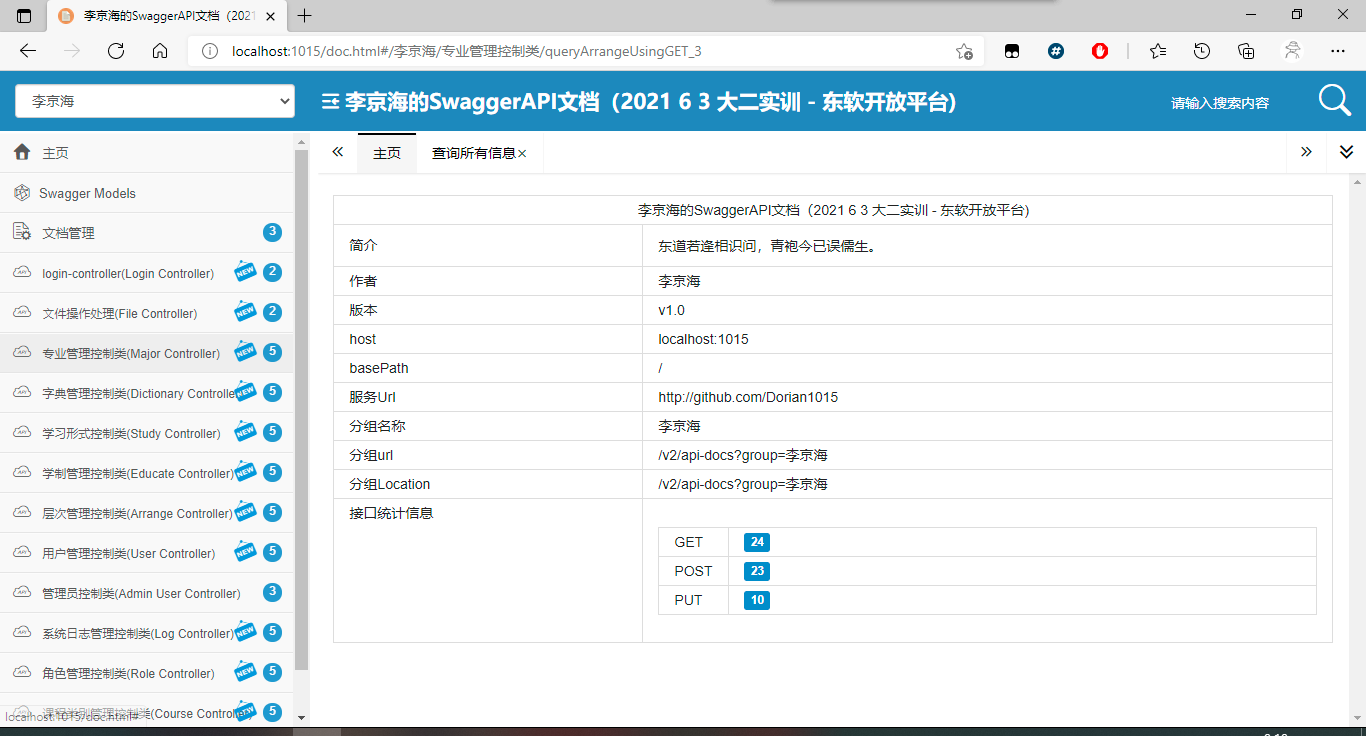 李京海的SwaggerAPI文档（2021
localhost:1015/doc.html#/李京海/专业管理控制类/queryArrangeUsingGET_3
李京海
李京海的SwaggerAPI文档（2021 6 3 大二实训 - 东软开放平台)
请输入搜索内容
主页
Swagger Models
文档管理 3
login-controller(Login Controller) NEW 2
文件操作处理(File Controller) NEW 2
专业管理控制类(Major Controller) NEW 5
字典管理控制类(Dictionary Controlle NEW 5
学习形式控制类(Study Controller) NEW 5
学制管理控制类(Educate Controller) NEW 5
层次管理控制类(Arrange Controller) NEW 5
用户管理控制类(User Controller) NEW 5
管理员控制类(Admin User Controller) 3
系统日志管理控制类(Log Controller) NEW 5
角色管理控制类(Role Controller) NEW 5
课程类别管理控制类(Course Controller) NEW 5
localhost:1015/doc.html#
主页 查询所有信息
李京海的SwaggerAPI文档（2021 6 3 大二实训 - 东软开放平台)
简介 东道若逢相识问，青袍今已误儒生。
作者 李京海
版本 v1.0
host localhost:1015
basePath /
服务Url http://github.com/Dorian1015
分组名称 李京海
分组url /v2/api-docs?group=李京海
分组Location /v2/api-docs?group=李京海
接口统计信息
GET 24
POST 23
PUT 10